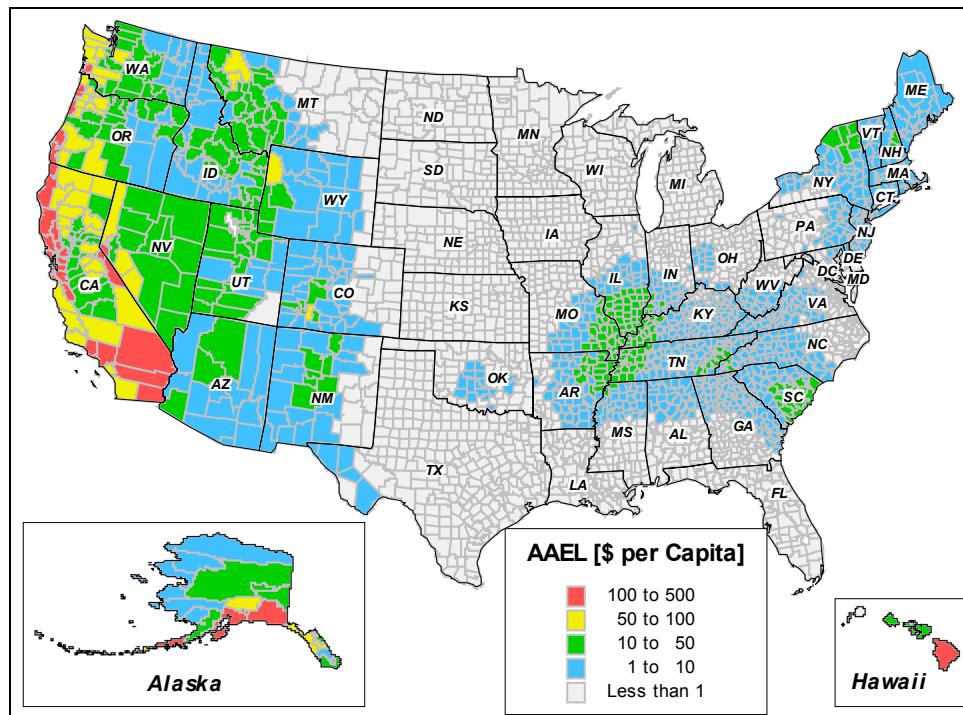 WA
MT
ND
MN
ME
OR
ID
SD
WI
MI
VT
NH
NY
MA
CT
WY
NE
IA
PA
NJ
NV
UT
CO
IL
IN
OH
DE
DC
MD
WV
VA
CA
KS
MO
KY
NC
AZ
NM
OK
AR
TN
SC
MS
AL
GA
TX
LA
FL
AAEL [$ per Capita]
100 to 500
50 to 100
10 to 50
1 to 10
Less than 1
Alaska
Hawaii